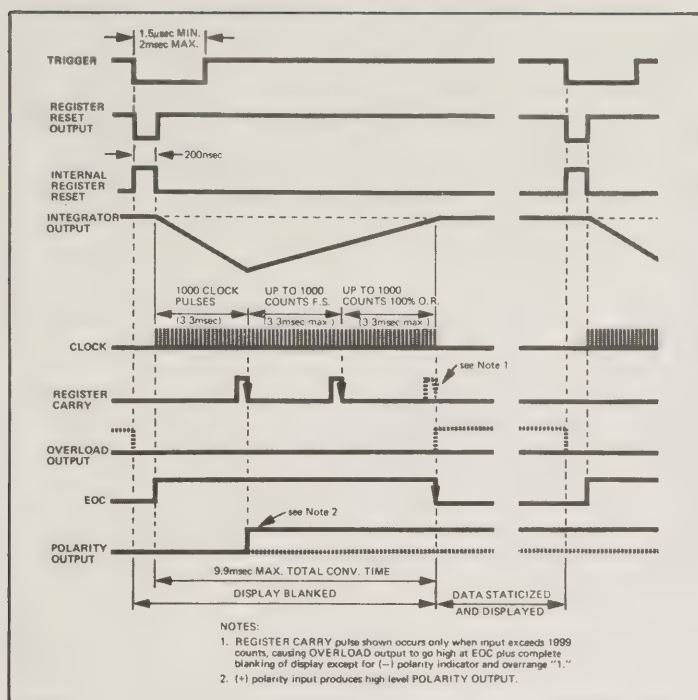 1.5μsec MIN.
2msec MAX.
TRIGGER
REGISTER
RESET
OUTPUT
200nsec
INTERNAL
REGISTER
RESET
INTEGRATOR
OUTPUT
1000 CLOCK
PULSES
(3.3msec)
UP TO 1000
COUNTS F.S.
(3.3msec max.)
UP TO 1000
COUNTS 100% O.R.
(3.3msec max.)
CLOCK
see Note 1
REGISTER
CARRY
OVERLOAD
OUTPUT
EOC
see Note 2
POLARITY
OUTPUT
9.9msec MAX. TOTAL CONV. TIME
DISPLAY BLANKED
DATA STATICIZED
AND DISPLAYED
NOTES:
1. REGISTER CARRY pulse shown occurs only when input exceeds 1999
counts, causing OVERLOAD output to go high at EOC plus complete
blanking of display except for (−) polarity indicator and overrange "1."
2. (+) polarity input produces high level POLARITY OUTPUT.